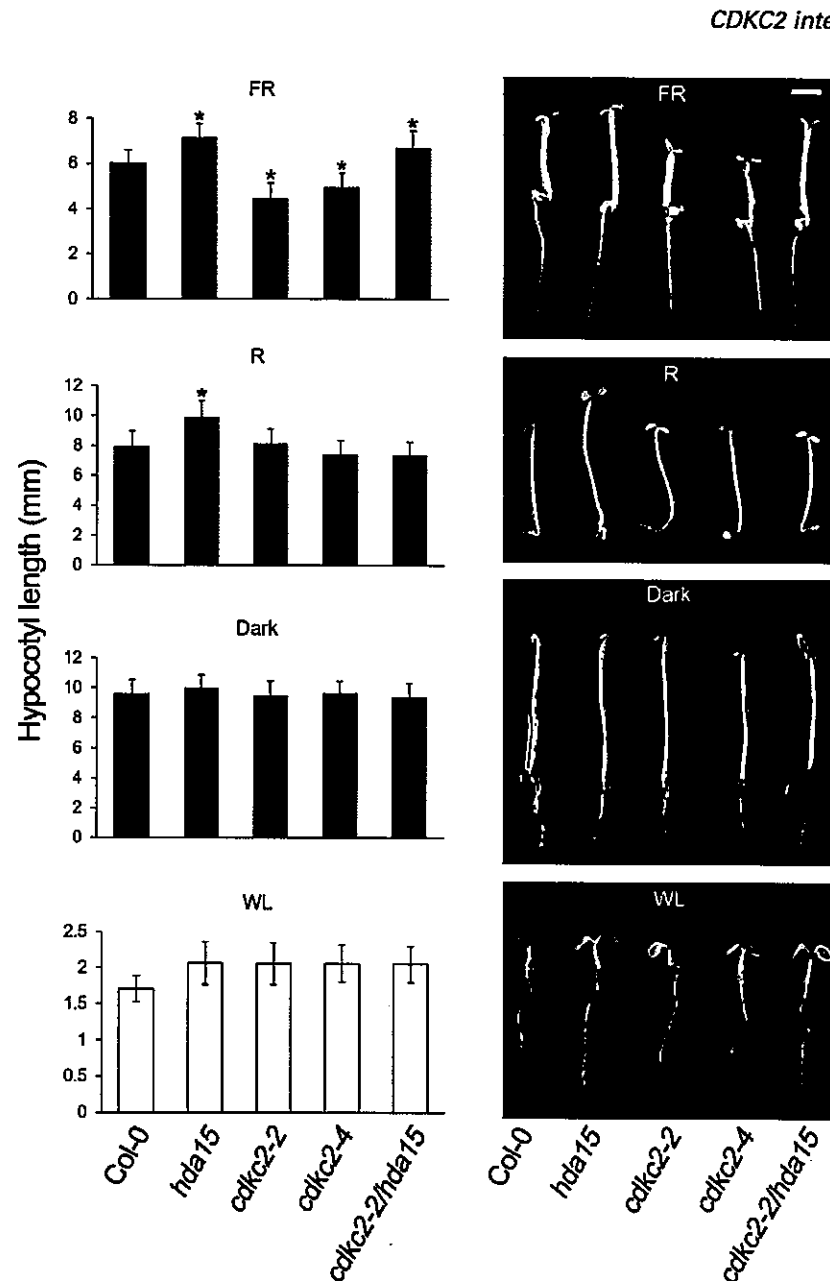 CDKC2 inte
FR
*
*
*
*
8
6
4
2
0
R
*
12
10
8
6
4
2
0
Dark
12
10
8
6
4
2
0
WL
2.5
2
1.5
1
0.5
0
Hypocotyl length (mm)
Col-0
hda15
cdkc2-2
cdkc2-4
cdkc2-2/hda15
FR
R
Dark
WL
Col-0
hda15
cdkc2-2
cdkc2-4
cdkc2-2/hda15